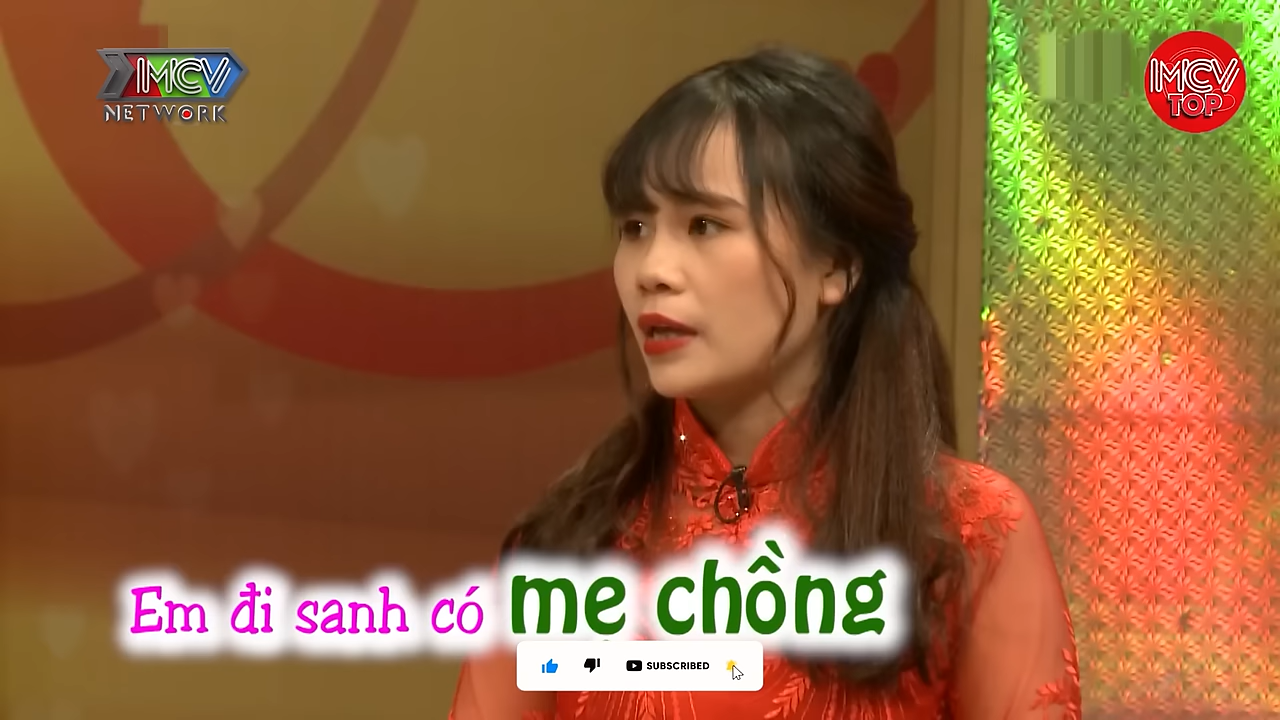 MCV
NETWORK
MCV
TOP
Em đi sanh có mẹ chồng
SUBSCRIBED